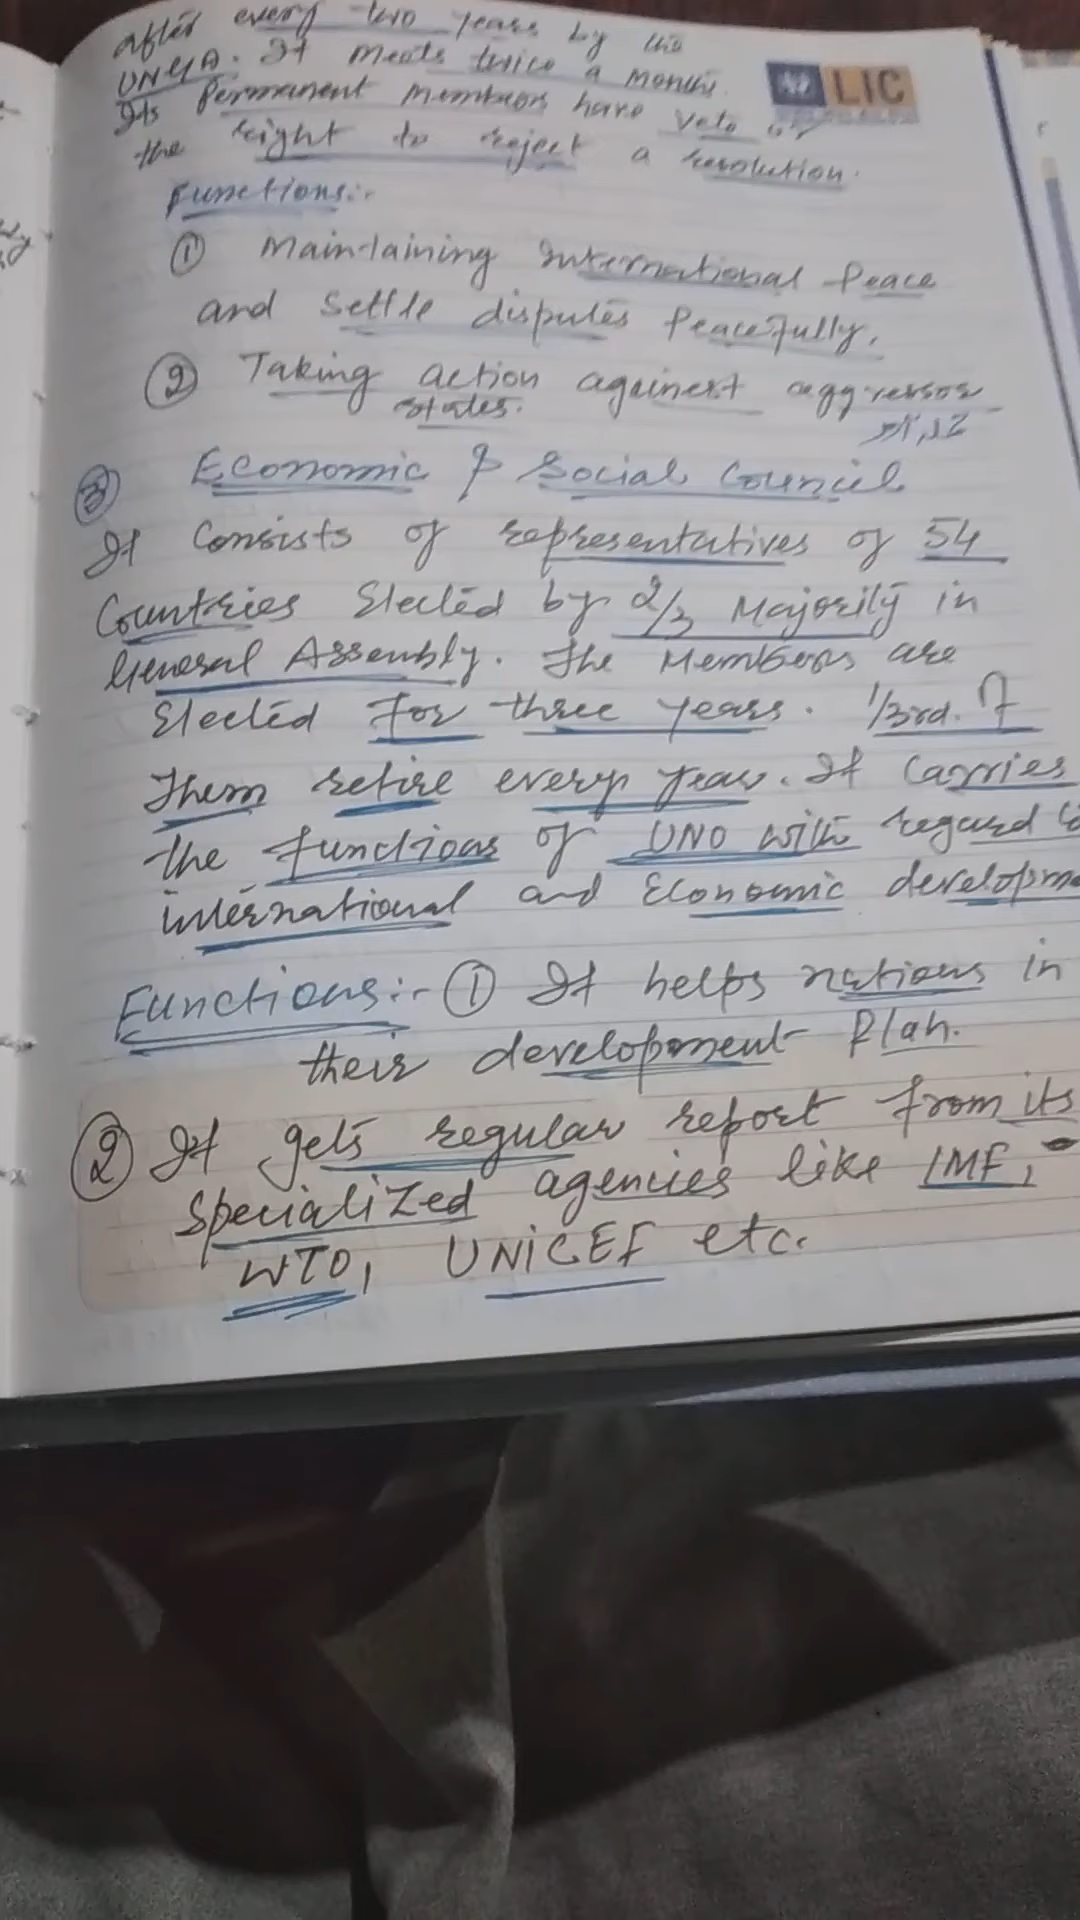 after every two years by the
UNGA. It meets twice a month.
LIC
Its Permanent Members have veto or
the right to reject a resolution.
Functions:-
① Maintaining International Peace
and Settle disputes Peacefully.
② Taking action against aggressor
states.
③ Economic & Social Council
It Consists of representatives of 54
Countries Elected by 2/3 Majority in
General Assembly. The Members are
Elected For three years. 1/3rd. of
Them retire every year. It Carries
the functions of UNO with regard to
international and Economic developme
Functions:- ① It helps nations in
their development Plan.
② It gets regular report from its
Specialized agencies like IMF,
WTO, UNICEF etc.